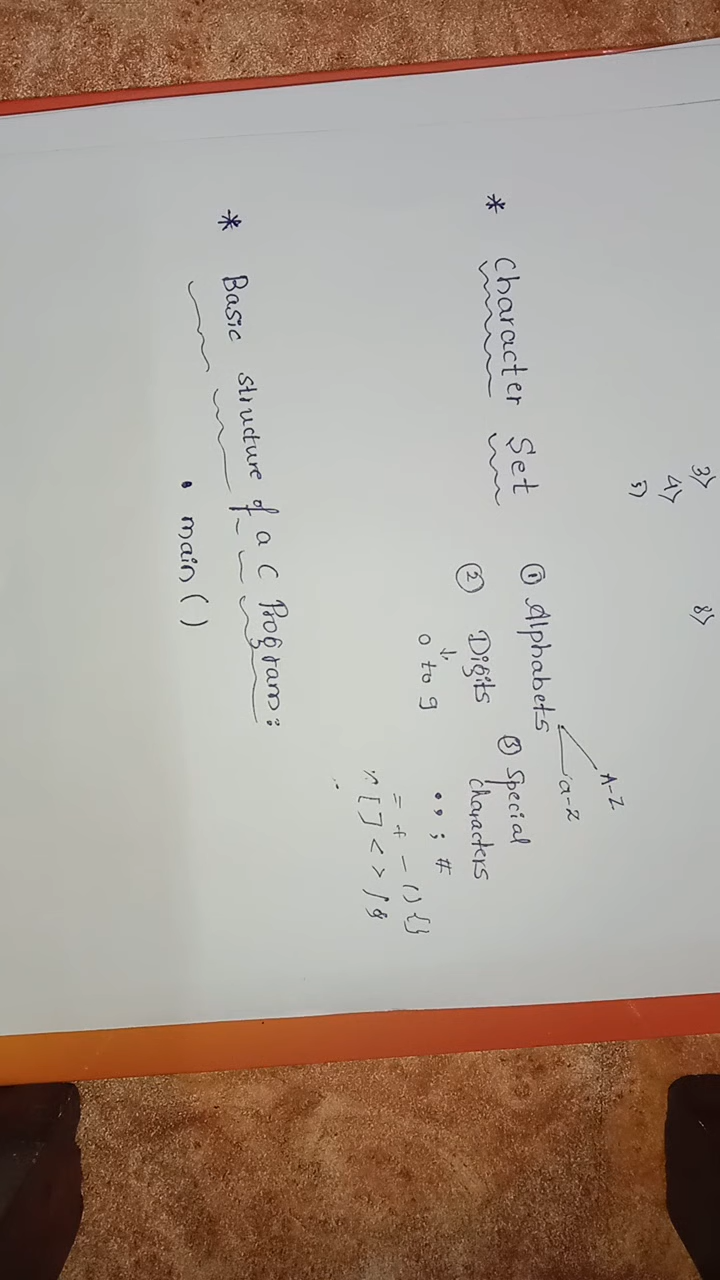 3) 8)
4)
5)
* Character Set ① Alphabets A-Z
a-z
② Digits ③ Special
↓ characters
0 to 9 . , ; #
= + - () {}
[ ] < > / &
* Basic structure of a C Program:
• main ( )